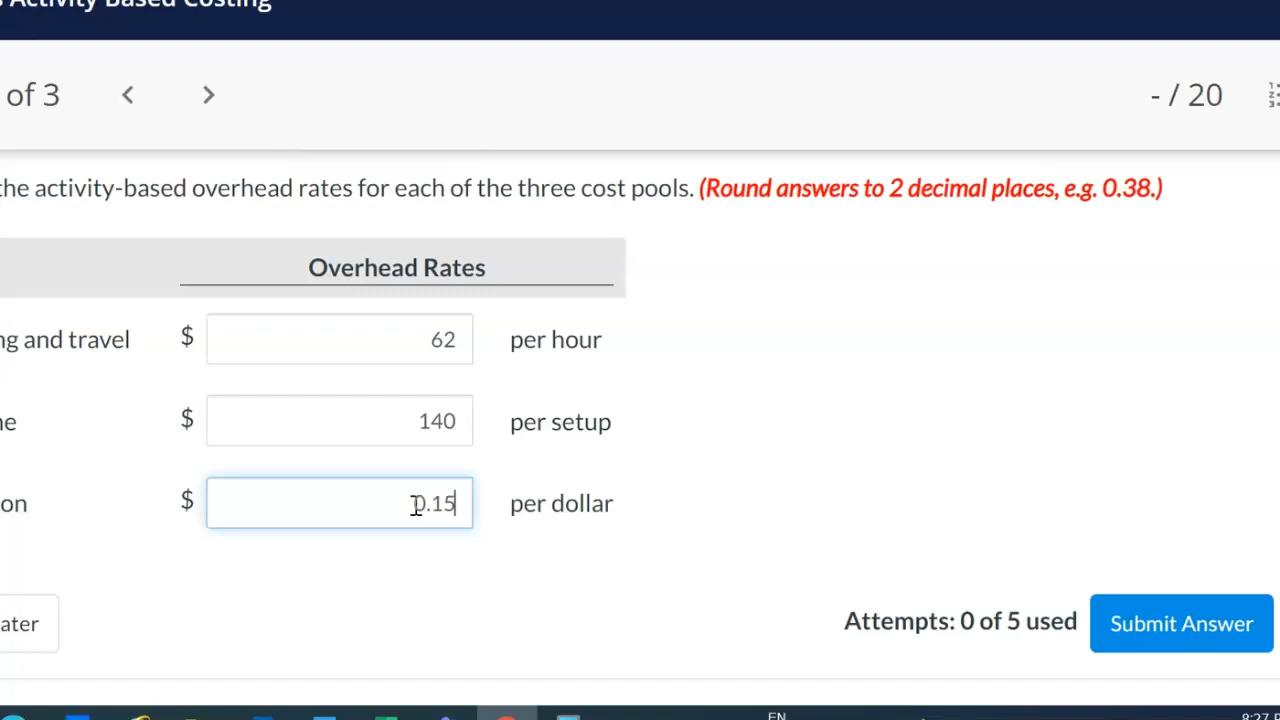 Activity Based Costing
of 3
- / 20
the activity-based overhead rates for each of the three cost pools. (Round answers to 2 decimal places, e.g. 0.38.)
Overhead Rates
ng and travel $ 62 per hour
ne $ 140 per setup
on $ 0.15 per dollar
ater
Attempts: 0 of 5 used
Submit Answer
EN